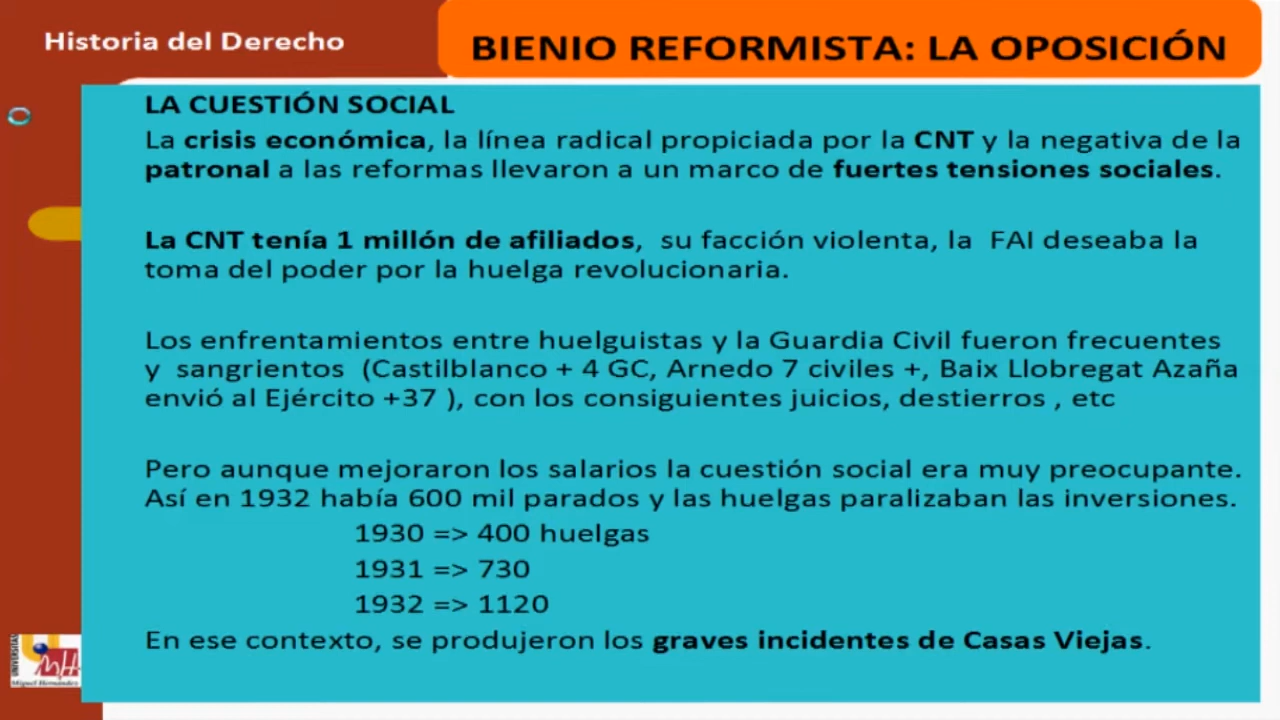 Historia del Derecho
BIENIO REFORMISTA: LA OPOSICIÓN
LA CUESTIÓN SOCIAL
La crisis económica, la línea radical propiciada por la CNT y la negativa de la
patronal a las reformas llevaron a un marco de fuertes tensiones sociales.
La CNT tenía 1 millón de afiliados,  su facción violenta, la  FAI deseaba la
toma del poder por la huelga revolucionaria.
Los enfrentamientos entre huelguistas y la Guardia Civil fueron frecuentes
y  sangrientos  (Castilblanco + 4 GC, Arnedo 7 civiles +, Baix Llobregat Azaña
envió al Ejército +37 ), con los consiguientes juicios, destierros , etc
Pero aunque mejoraron los salarios la cuestión social era muy preocupante.
Así en 1932 había 600 mil parados y las huelgas paralizaban las inversiones.
1930 => 400 huelgas
1931 => 730
1932 => 1120
En ese contexto, se produjeron los graves incidentes de Casas Viejas.
UNIVERSITAS
Miguel Hernández